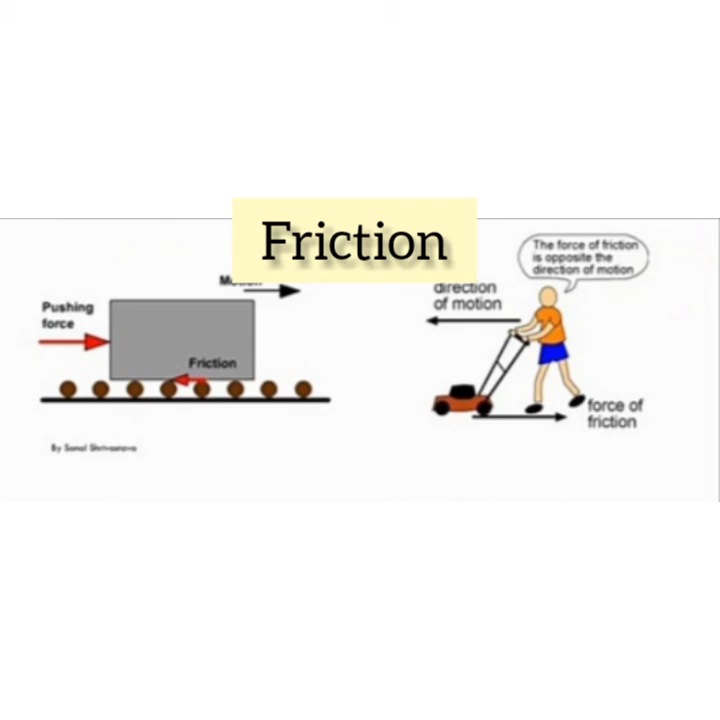 Friction
Pushing
force
Friction
By Sonal Shrivastava
direction
of motion
The force of friction
is opposite the
direction of motion
force of
friction